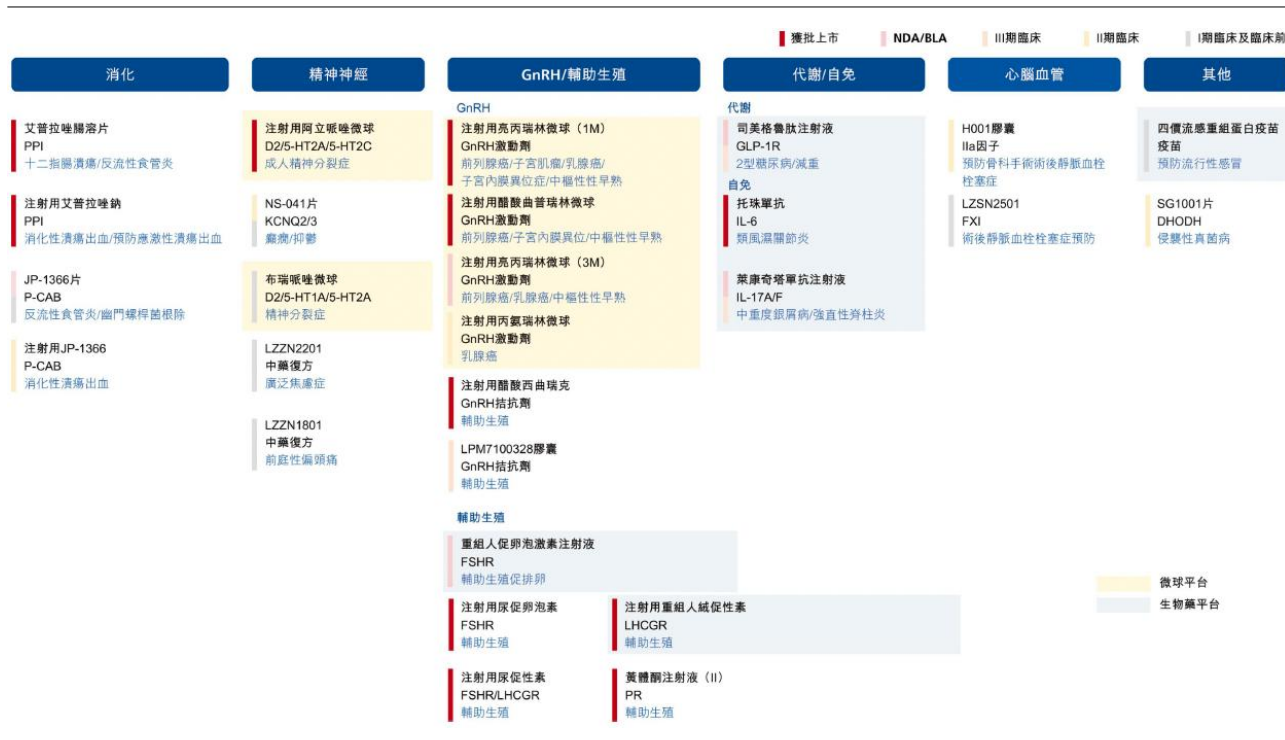 獲批上市
NDA/BLA
III期臨床
II期臨床
I期臨床及臨床前
消化
精神神經
GnRH/輔助生殖
代謝/自免
心腦血管
其他
艾普拉唑腸溶片
PPI
十二指腸潰瘍/反流性食管炎
注射用艾普拉唑鈉
PPI
消化性潰瘍出血/預防應激性潰瘍出血
JP-1366片
P-CAB
反流性食管炎/幽門螺桿菌根除
注射用JP-1366
P-CAB
消化性潰瘍出血
注射用阿立哌唑微球
D2/5-HT2A/5-HT2C
成人精神分裂症
NS-041片
KCNQ2/3
癲癇/抑鬱
布瑞哌唑微球
D2/5-HT1A/5-HT2A
精神分裂症
LZZN2201
中藥復方
廣泛焦慮症
LZZN1801
中藥復方
前庭性偏頭痛
GnRH
注射用亮丙瑞林微球（1M）
GnRH激動劑
前列腺癌/子宮肌瘤/乳腺癌/
子宮內膜異位症/中樞性性早熟
注射用醋酸曲普瑞林微球
GnRH激動劑
前列腺癌/子宮內膜異位/中樞性性早熟
注射用亮丙瑞林微球（3M）
GnRH激動劑
前列腺癌/乳腺癌/中樞性性早熟
注射用丙氨瑞林微球
GnRH激動劑
乳腺癌
注射用醋酸西曲瑞克
GnRH拮抗劑
輔助生殖
LPM7100328膠囊
GnRH拮抗劑
輔助生殖
輔助生殖
重組人促卵泡激素注射液
FSHR
輔助生殖促排卵
注射用尿促卵泡素
FSHR
輔助生殖
注射用重組人絨促性素
LHCGR
輔助生殖
注射用尿促性素
FSHR/LHCGR
輔助生殖
黃體酮注射液（II）
PR
輔助生殖
代謝
司美格魯肽注射液
GLP-1R
2型糖尿病/減重
自免
托珠單抗
IL-6
類風濕關節炎
萊康奇塔單抗注射液
IL-17A/F
中重度銀屑病/強直性脊柱炎
H001膠囊
IIa因子
預防骨科手術術後靜脈血栓
栓塞症
LZSN2501
FXI
術後靜脈血栓栓塞症預防
四價流感重組蛋白疫苗
疫苗
預防流行性感冒
SG1001片
DHODH
侵襲性真菌病
微球平台
生物藥平台